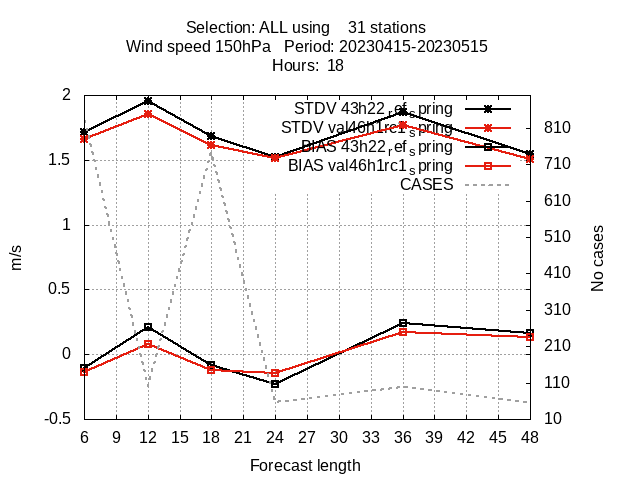 Selection: ALL using    31 stations
Wind speed 150hPa   Period: 20230415-20230515
Hours:  18
STDV 43h22_ref_spring
STDV val46h1rc1_spring
BIAS 43h22_ref_spring
BIAS val46h1rc1_spring
CASES
2
1.5
1
0.5
0
-0.5
m/s
810
710
610
510
410
310
210
110
10
No cases
6 9 12 15 18 21 24 27 30 33 36 39 42 45 48
Forecast length